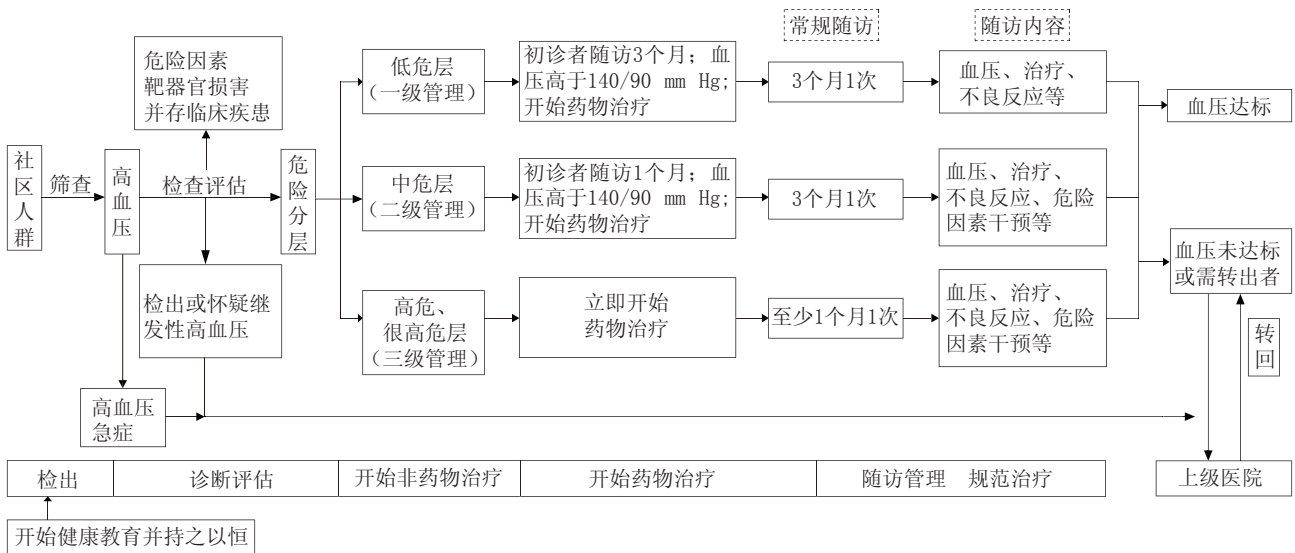 常规随访
随访内容
危险因素
靶器官损害
并存临床疾患
低危层
（一级管理）
初诊者随访3个月；血
压高于140/90 mm Hg;
开始药物治疗
3个月1次
血压、治疗、
不良反应等
血压达标
社区人群
筛查
高血压
检查评估
危险分层
中危层
（二级管理）
初诊者随访1个月；血
压高于140/90 mm Hg;
开始药物治疗
3个月1次
血压、治疗、
不良反应、危险
因素干预等
血压未达标
或需转出者
检出或怀疑继
发性高血压
高危、
很高危层
（三级管理）
立即开始
药物治疗
至少1个月1次
血压、治疗、
不良反应、危险
因素干预等
转回
高血压
急症
检出
诊断评估
开始非药物治疗
开始药物治疗
随访管理 规范治疗
上级医院
开始健康教育并持之以恒